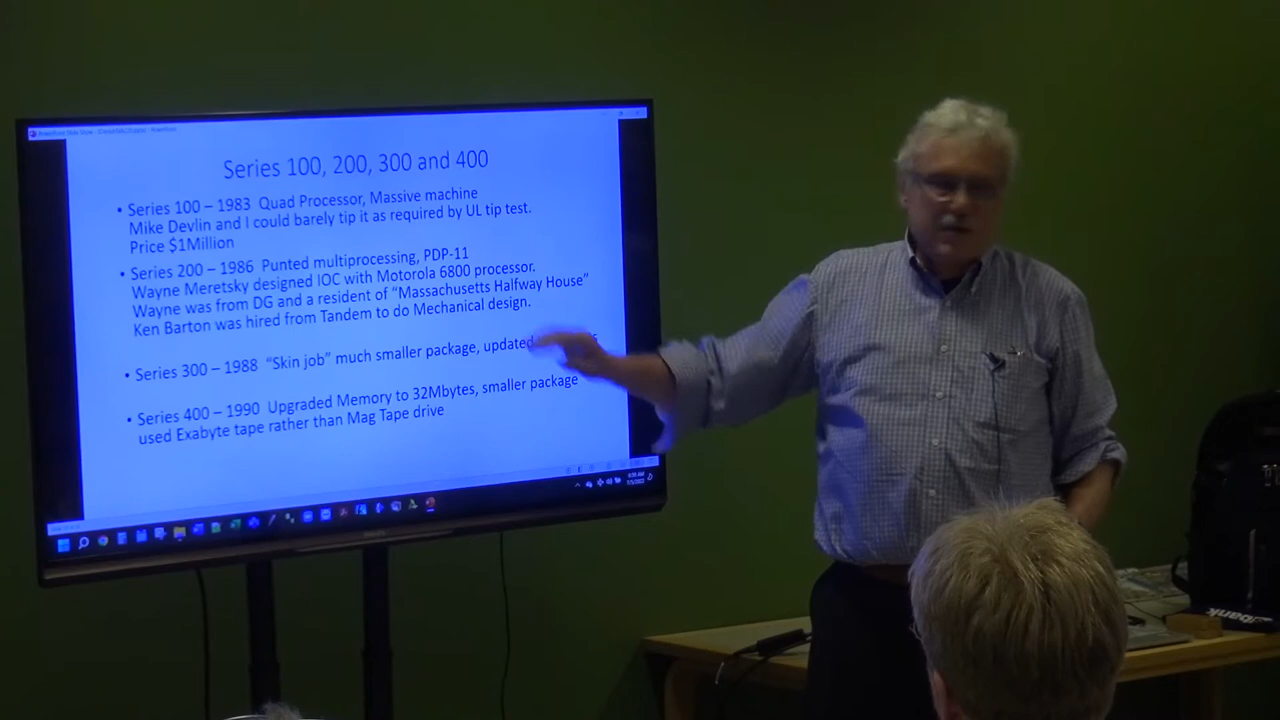 Series 100, 200, 300 and 400
• Series 100 – 1983 Quad Processor, Massive machine
Mike Devlin and I could barely tip it as required by UL tip test.
Price $1Million
• Series 200 – 1986 Punted multiprocessing, PDP-11
Wayne Meretsky designed IOC with Motorola 6800 processor.
Wayne was from DG and a resident of “Massachusetts Halfway House”
Ken Barton was hired from Tandem to do Mechanical design.
• Series 300 – 1988 “Skin job” much smaller package, updated
• Series 400 – 1990 Upgraded Memory to 32Mbytes, smaller package
used Exabyte tape rather than Mag Tape drive
bank